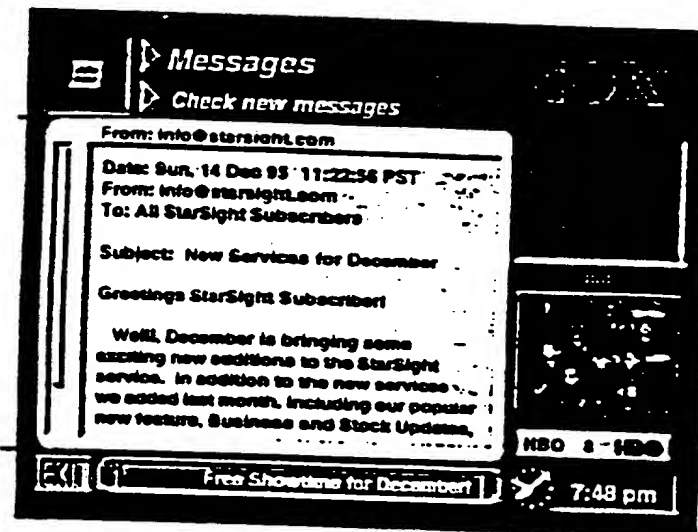 Messages
Check new messages
From: info@starsight.com
Date: Sun, 14 Dec 95 11:22:56 PST
From: info@starsight.com
To: All StarSight Subscribers
Subject: New Services for December
Greetings StarSight Subscriber!
Well, December is bringing some
exciting new additions to the StarSight
service. In addition to the new services
we added last month, including our popular
new feature, Business and Stock Updates,
HBO 8 - HBO
EXIT
Free Showtime for December!
7:48 pm